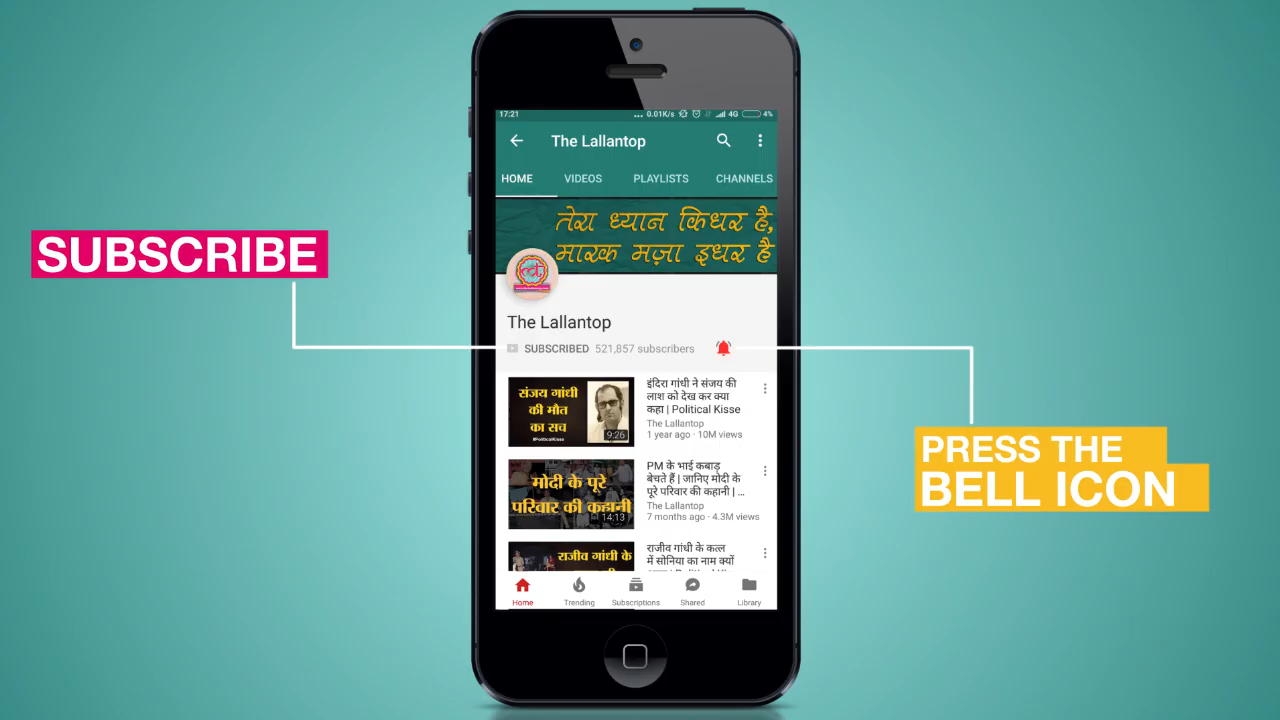 17:21
... 0.01K/s 4G 4%
The Lallantop
HOME VIDEOS PLAYLISTS CHANNELS
तेरा ध्यान किधर है,
मारक मज़ा इधर है
SUBSCRIBE
The Lallantop
SUBSCRIBED 521,857 subscribers
संजय गांधी
की मौत
का सच
#PoliticalKisse
9:26
इंदिरा गांधी ने संजय की
लाश को देख कर क्या
कहा | Political Kisse
The Lallantop
1 year ago · 10M views
PRESS THE
BELL ICON
मोदी के पूरे
परिवार की कहानी
14:13
PM के भाई कबाड़
बेचते हैं | जानिए मोदी के
पूरे परिवार की कहानी | ...
The Lallantop
7 months ago · 4.3M views
राजीव गांधी के
राजीव गांधी के कत्ल
में सोनिया का नाम क्यों
Home Trending Subscriptions Shared Library